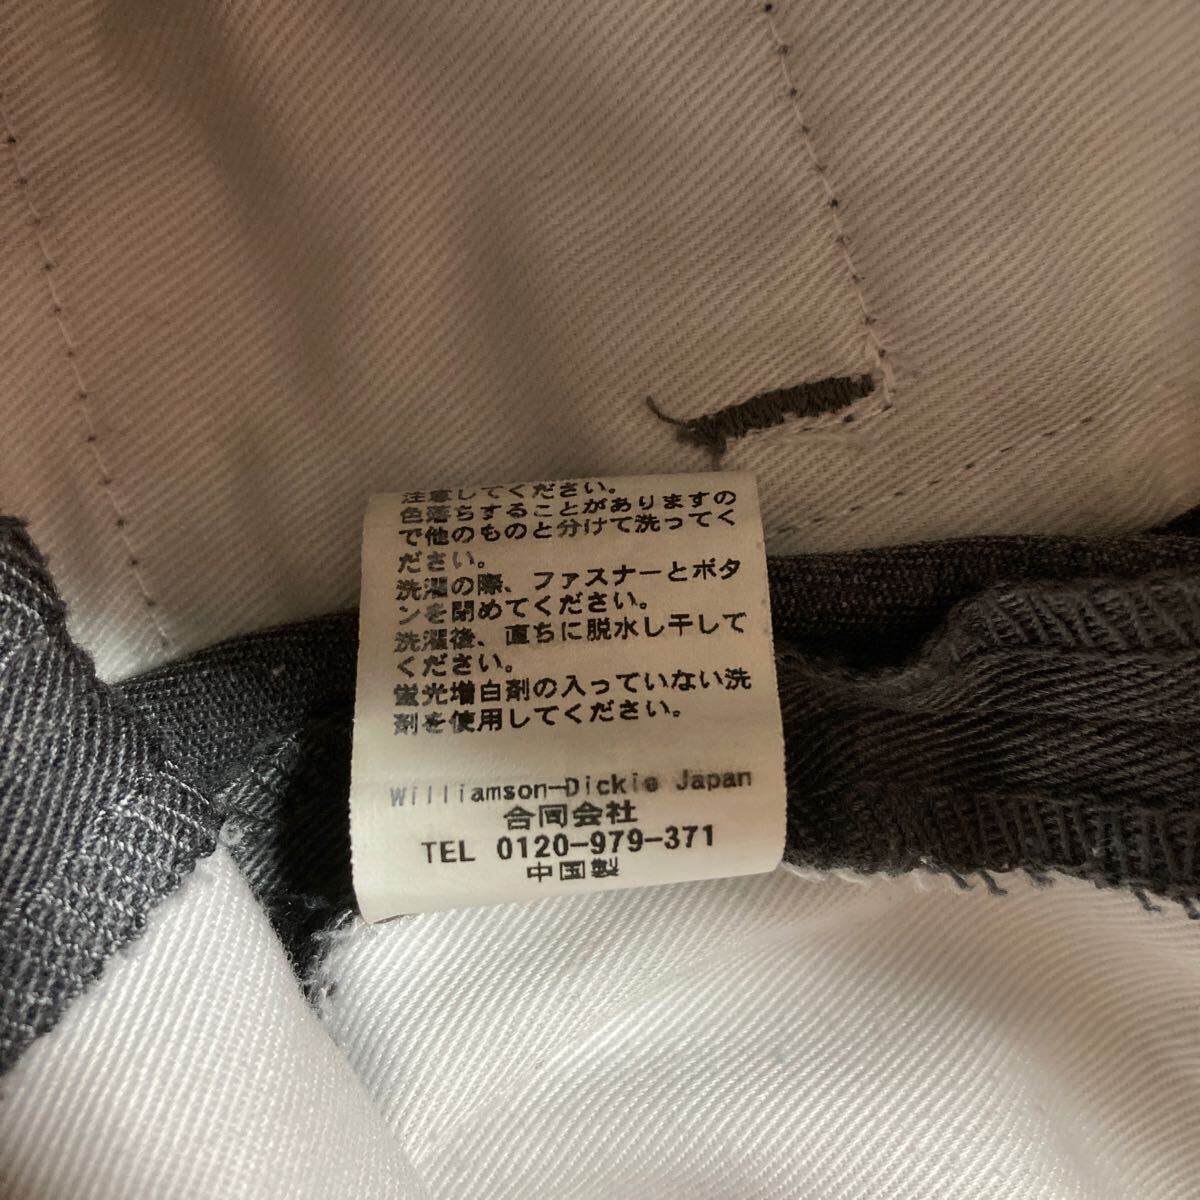 注意してください。
色落ちすることがありますの
で他のものと分けて洗ってく
ださい。
洗濯の際、ファスナーとボタ
ンを閉めてください。
洗濯後、直ちに脱水し干して
ください。
蛍光増白剤の入っていない洗
剤を使用してください。
Williamson-Dickie Japan
合同会社
TEL 0120-979-371
中国製